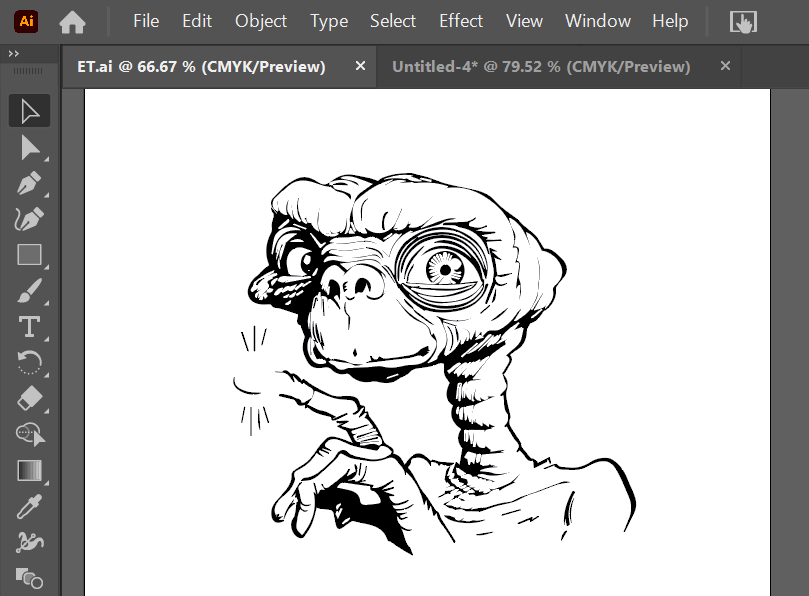 Ai File Edit Object Type Select Effect View Window Help
ET.ai @ 66.67 % (CMYK/Preview) × Untitled-4* @ 79.52 % (CMYK/Preview) ×